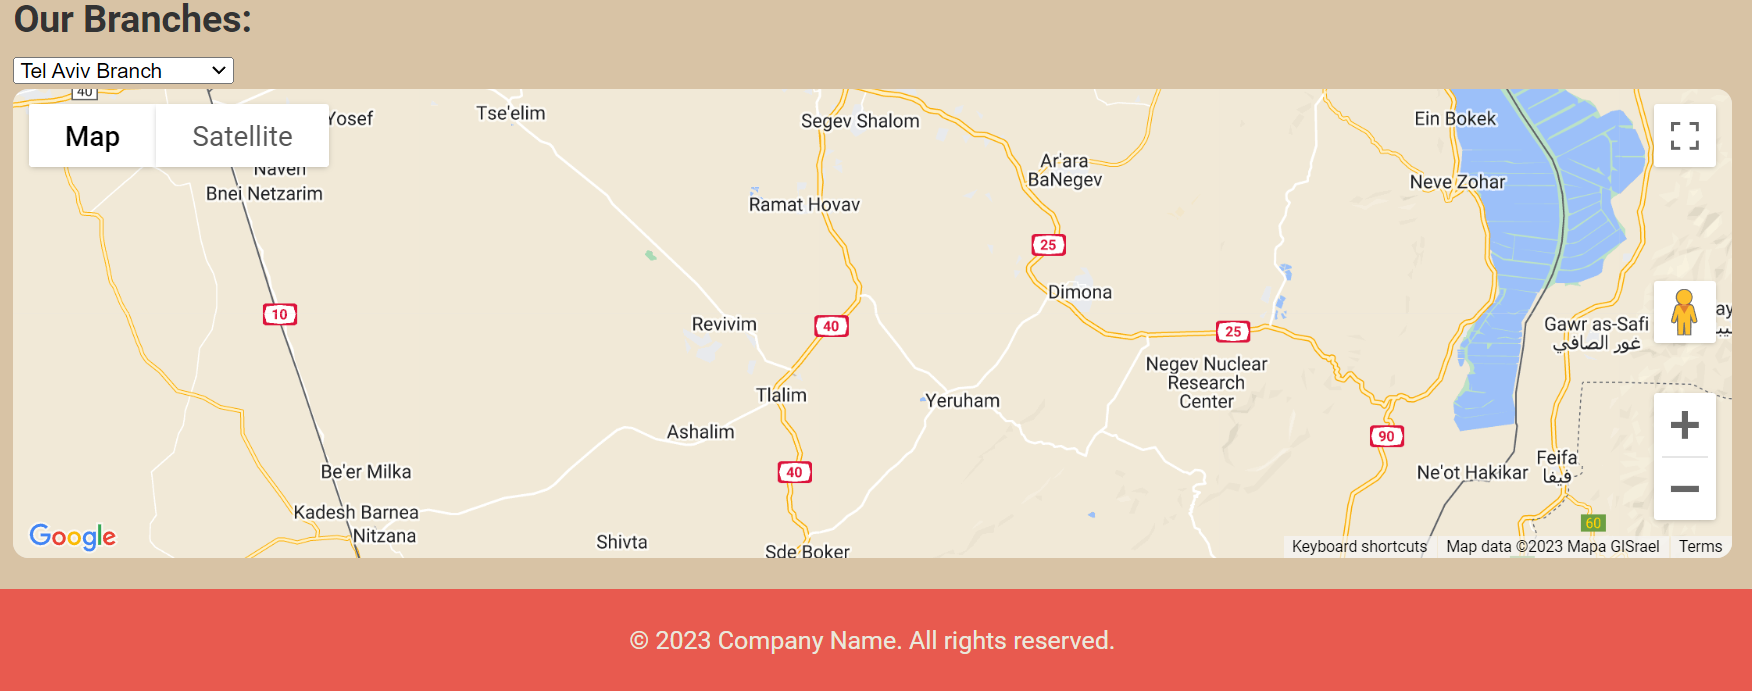 Our Branches:
Tel Aviv Branch
40
Map
Satellite
Yosef
Tse'elim
Segev Shalom
Ein Bokek
Naveh
Bnei Netzarim
Ar'ara
BaNegev
Neve Zohar
Ramat Hovav
25
Dimona
10
Revivim
40
25
Gawr as-Safi
غور الصافي
Negev Nuclear
Research
Center
Tlalim
Yeruham
Ashalim
90
Be'er Milka
40
Ne'ot Hakikar
Feifa
فيفا
Kadesh Barnea
Nitzana
Shivta
Sde Boker
60
Google
Keyboard shortcuts
Map data ©2023 Mapa GISrael
Terms
© 2023 Company Name. All rights reserved.